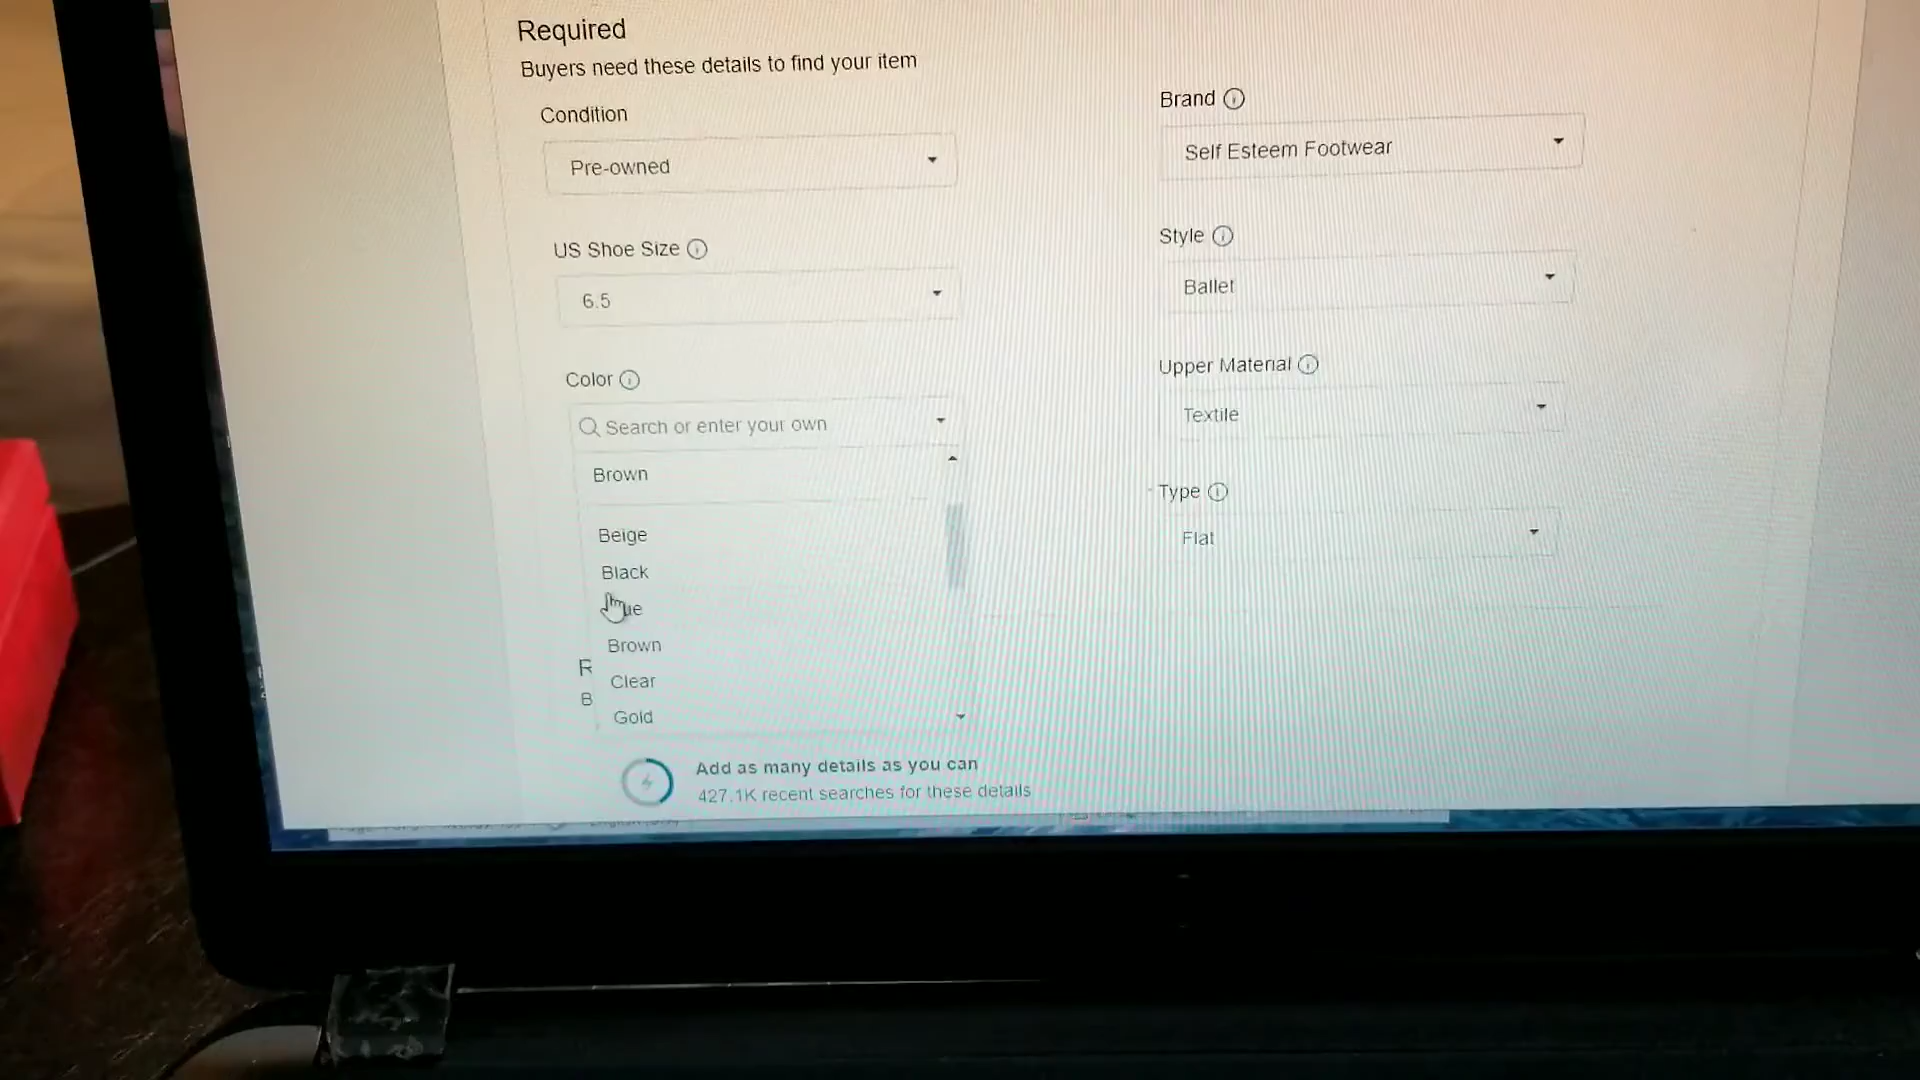 Required
Buyers need these details to find your item
Condition
Pre-owned
Brand
Self Esteem Footwear
US Shoe Size
6.5
Style
Ballet
Color
Search or enter your own
Upper Material
Textile
Brown
Type
Flat
Beige
Black
ue
Brown
R
Clear
B
Gold
Add as many details as you can
427.1K recent searches for these details